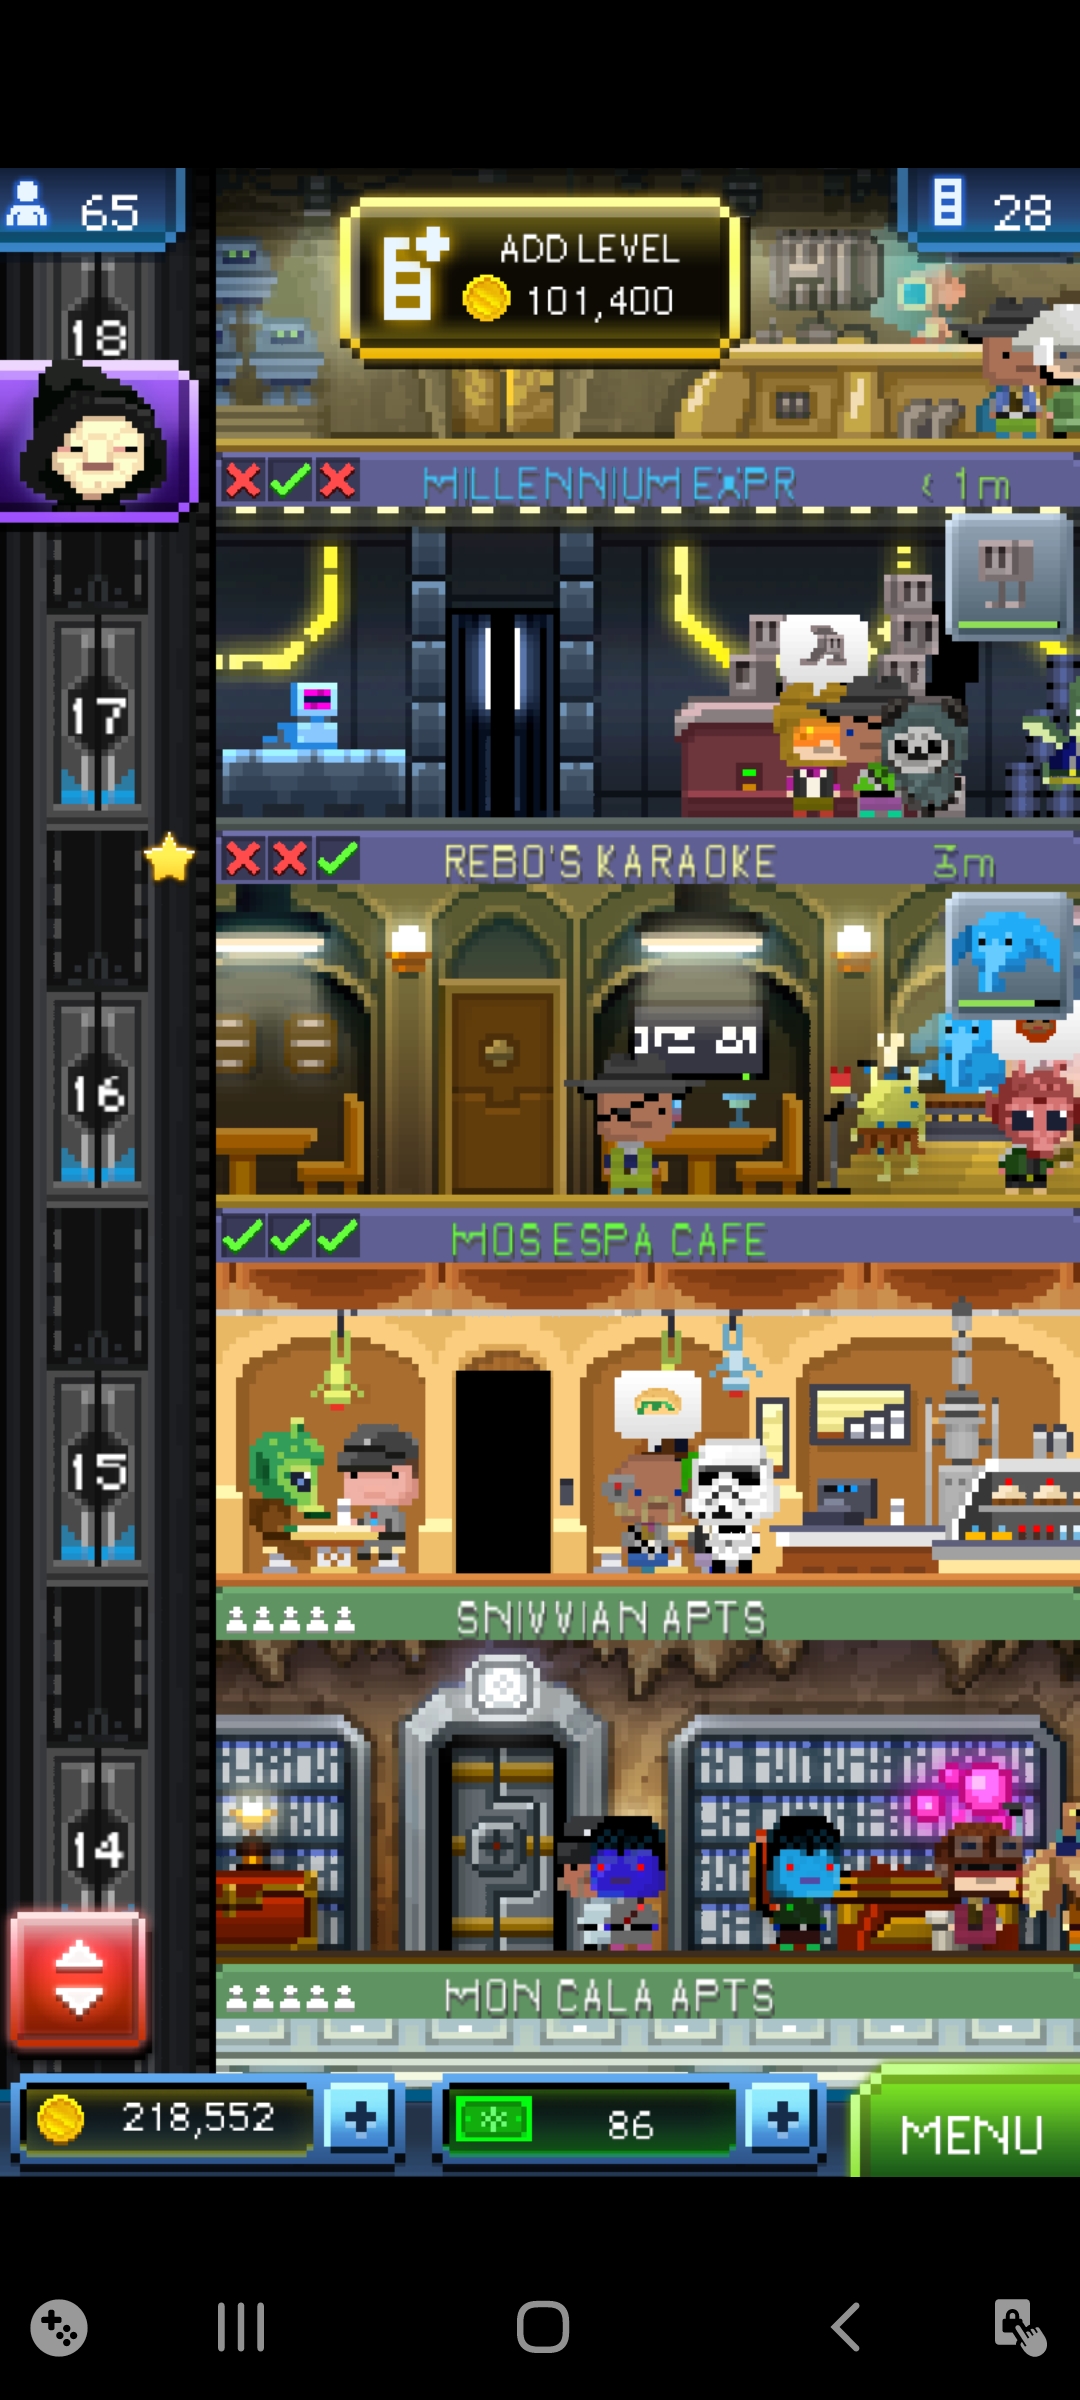 65
ADD LEVEL
101,400
28
18
MILLENNIUM EXPR
< 1m
17
REBO'S KARAOKE
3m
16
MOS ESPA CAFE
15
SNIVVIAN APTS
14
MON CALA APTS
218,552
86
MENU